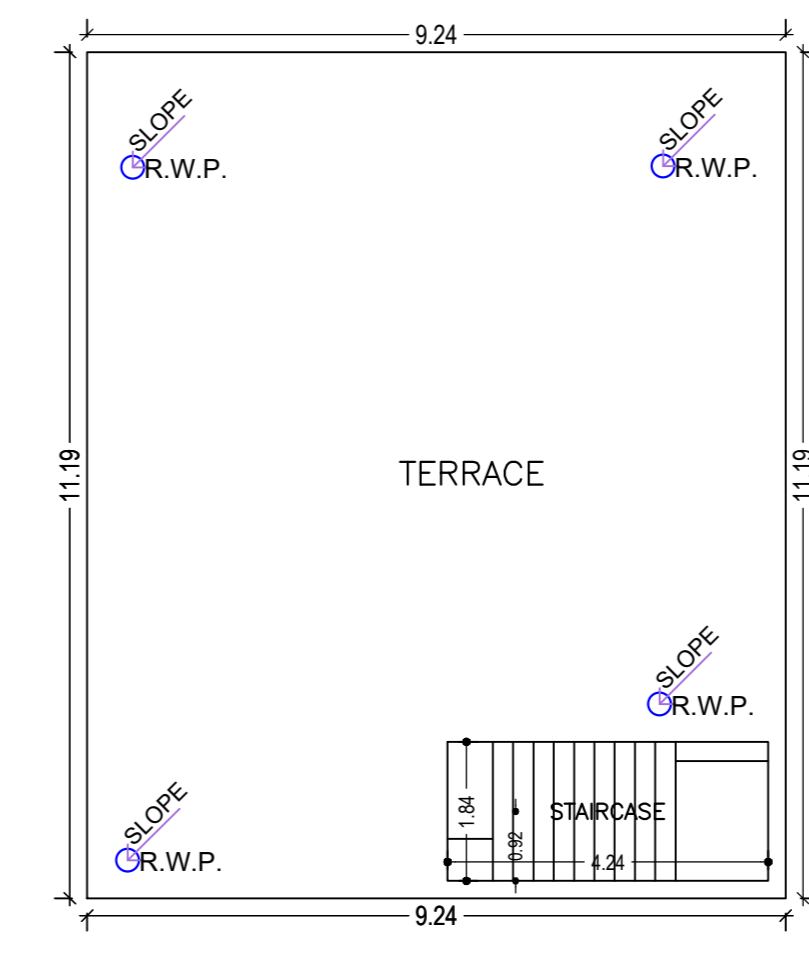 9.24
SLOPE
R.W.P.
SLOPE
R.W.P.
11.19
TERRACE
11.19
SLOPE
R.W.P.
SLOPE
R.W.P.
1.84
0.92
STAIRCASE
4.24
9.24